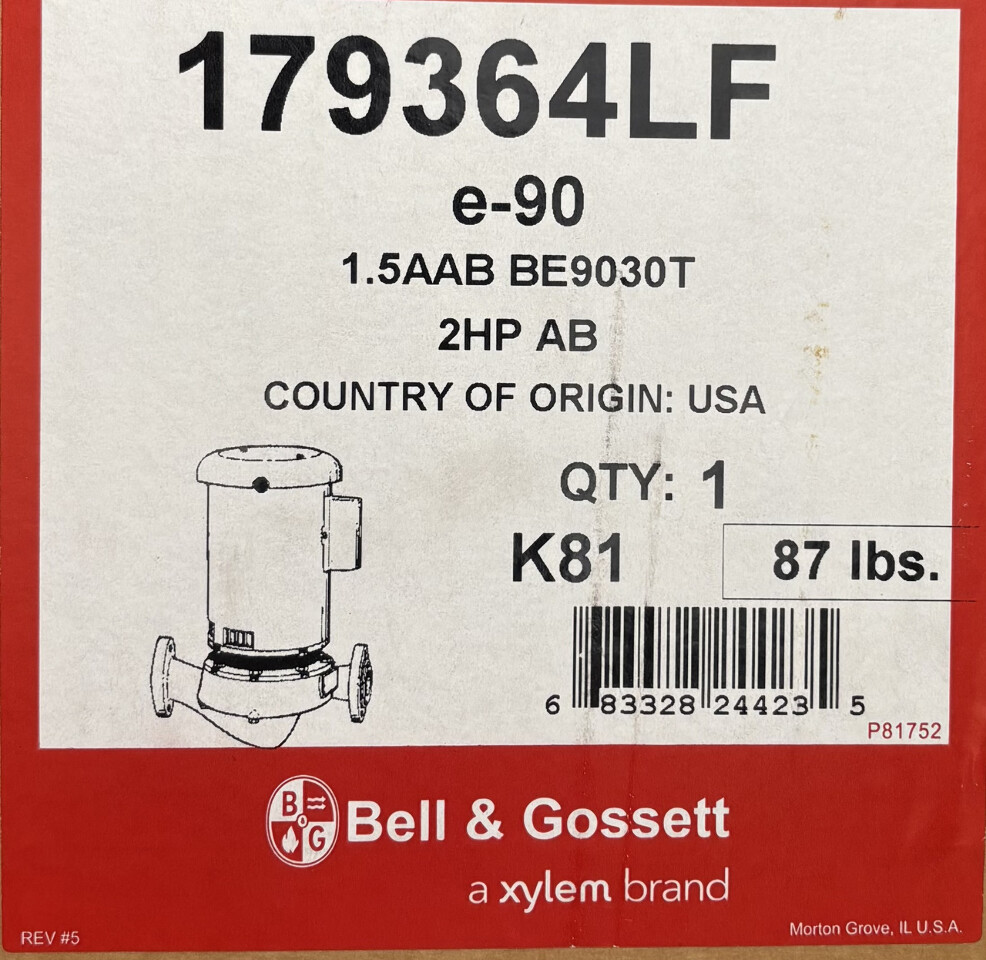 179364LF
e-90
1.5AAB BE9030T
2HP AB
COUNTRY OF ORIGIN: USA
QTY: 1
K81
87 lbs.
6 83328 24423 5
P81752
B & G
Bell & Gossett
a xylem brand
REV #5
Morton Grove, IL U.S.A.